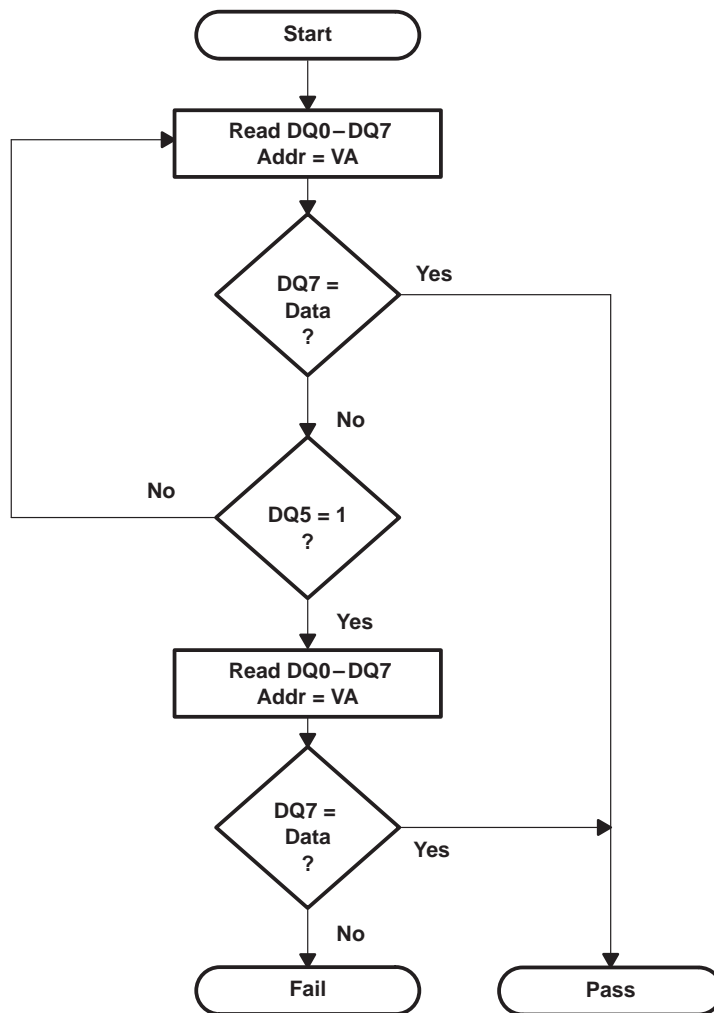 Start
Read DQ0–DQ7
Addr = VA
Yes
DQ7 =
Data
?
No
No
DQ5 = 1
?
Yes
Read DQ0–DQ7
Addr = VA
DQ7 =
Data
?
Yes
No
Fail
Pass